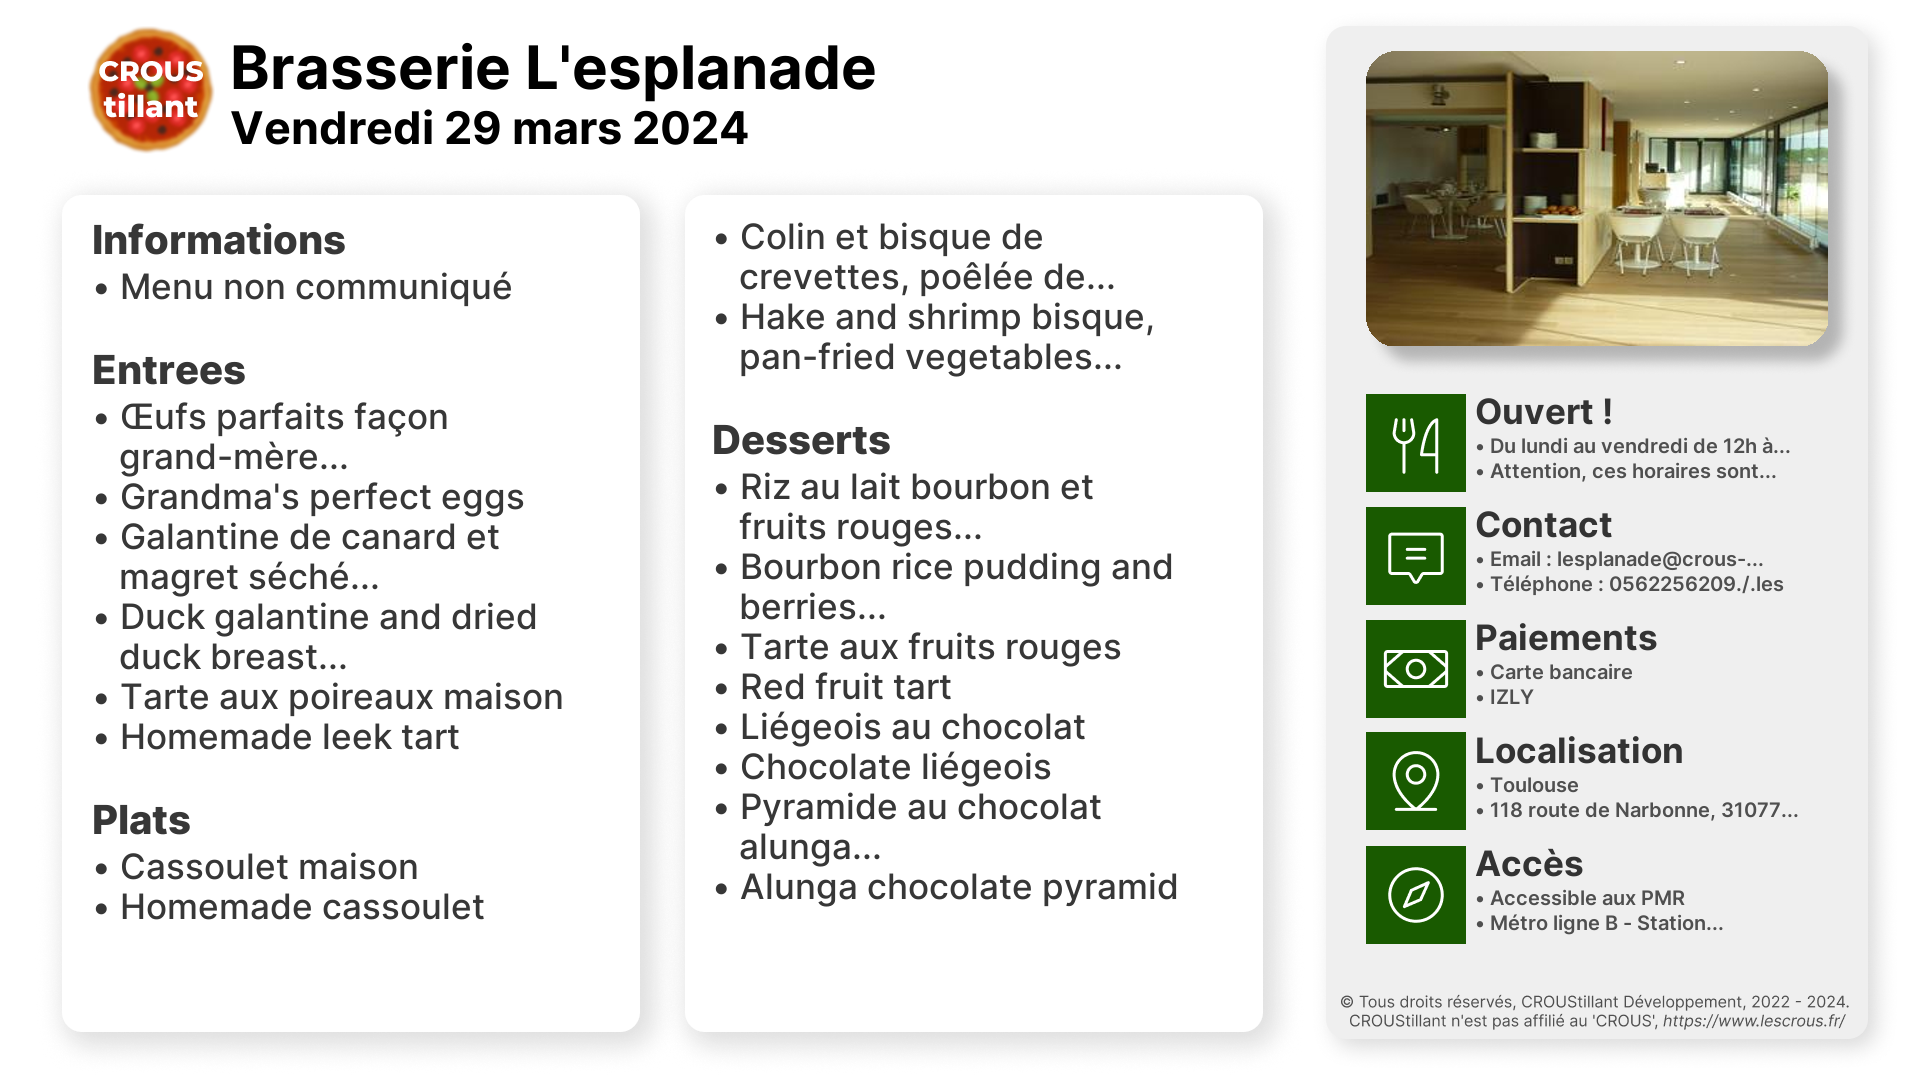 CROUS
tillant
Brasserie L'esplanade
Vendredi 29 mars 2024
Informations
• Menu non communiqué
Entrees
• Œufs parfaits façon
grand-mère...
• Grandma's perfect eggs
• Galantine de canard et
magret séché...
• Duck galantine and dried
duck breast...
• Tarte aux poireaux maison
• Homemade leek tart
Plats
• Cassoulet maison
• Homemade cassoulet
• Colin et bisque de
crevettes, poêlée de...
• Hake and shrimp bisque,
pan-fried vegetables...
Desserts
• Riz au lait bourbon et
fruits rouges...
• Bourbon rice pudding and
berries...
• Tarte aux fruits rouges
• Red fruit tart
• Liégeois au chocolat
• Chocolate liégeois
• Pyramide au chocolat
alunga...
• Alunga chocolate pyramid
Ouvert !
• Du lundi au vendredi de 12h à...
• Attention, ces horaires sont...
Contact
• Email : lesplanade@crous-...
• Téléphone : 0562256209./.les
Paiements
• Carte bancaire
• IZLY
Localisation
• Toulouse
• 118 route de Narbonne, 31077...
Accès
• Accessible aux PMR
• Métro ligne B - Station...
© Tous droits réservés, CROUStillant Développement, 2022 - 2024.
CROUStillant n'est pas affilié au 'CROUS', https://www.lescrous.fr/